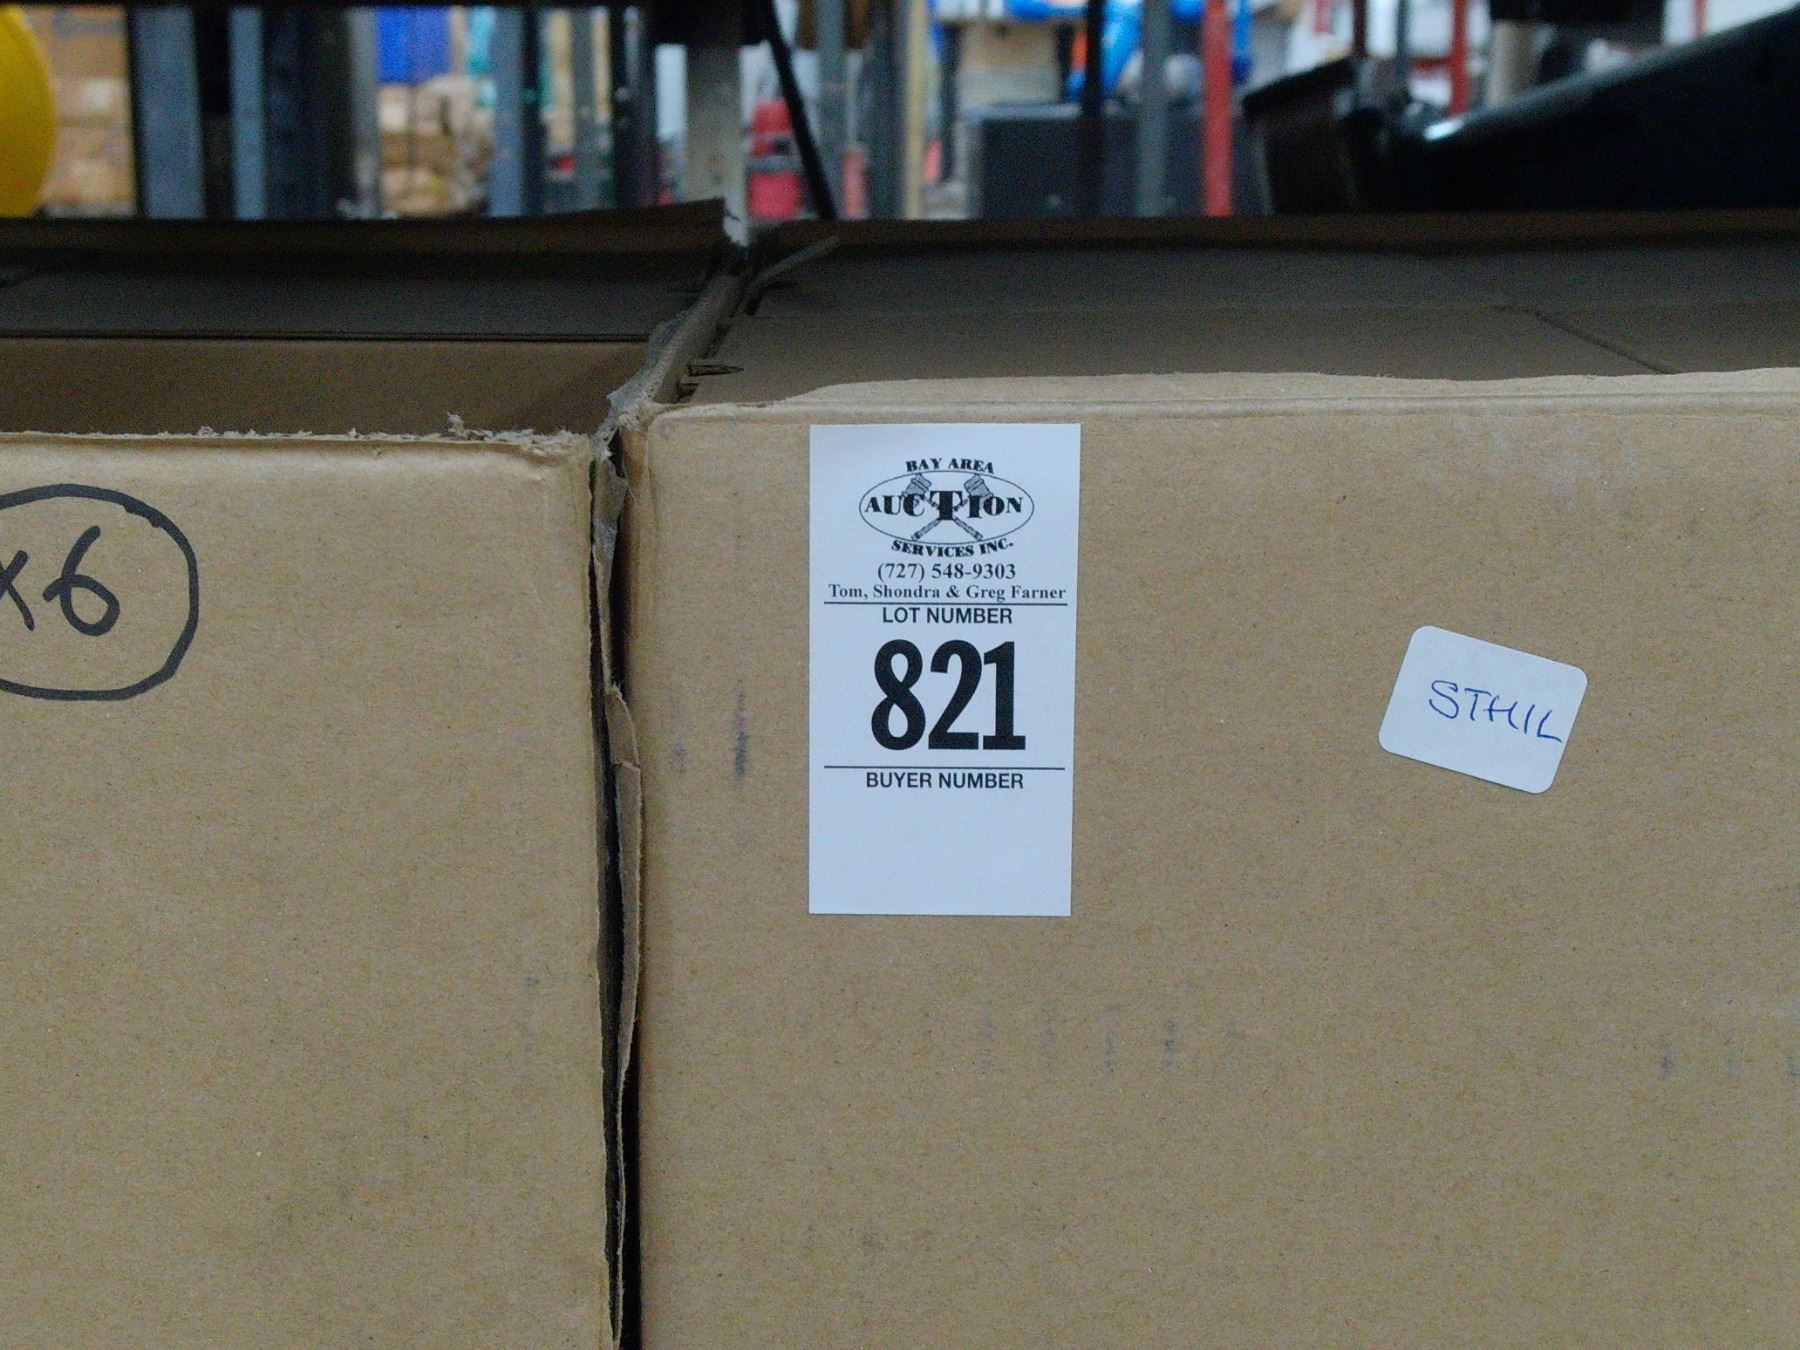 x6
BAY AREA
AUCTION
SERVICES INC.
(727) 548-9303
Tom, Shondra & Greg Farner
LOT NUMBER
821
BUYER NUMBER
STHIL